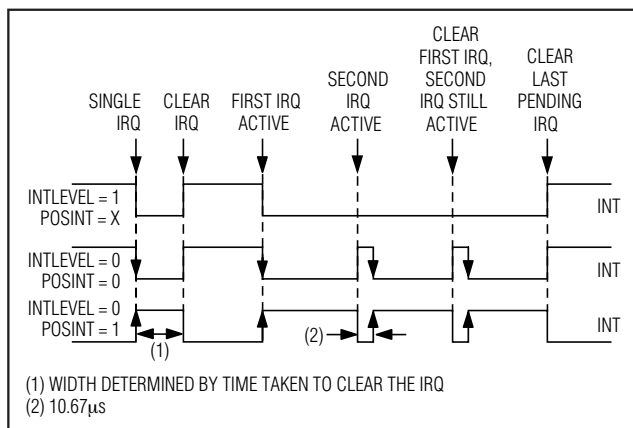 SINGLE
IRQ
CLEAR
IRQ
FIRST IRQ
ACTIVE
SECOND
IRQ
ACTIVE
CLEAR
FIRST IRQ,
SECOND
IRQ STILL
ACTIVE
CLEAR
LAST
PENDING
IRQ
INTLEVEL = 1
POSINT = X
INT
INTLEVEL = 0
POSINT = 0
INT
INTLEVEL = 0
POSINT = 1
INT
(1)
(2)
(1) WIDTH DETERMINED BY TIME TAKEN TO CLEAR THE IRQ
(2) 10.67µs